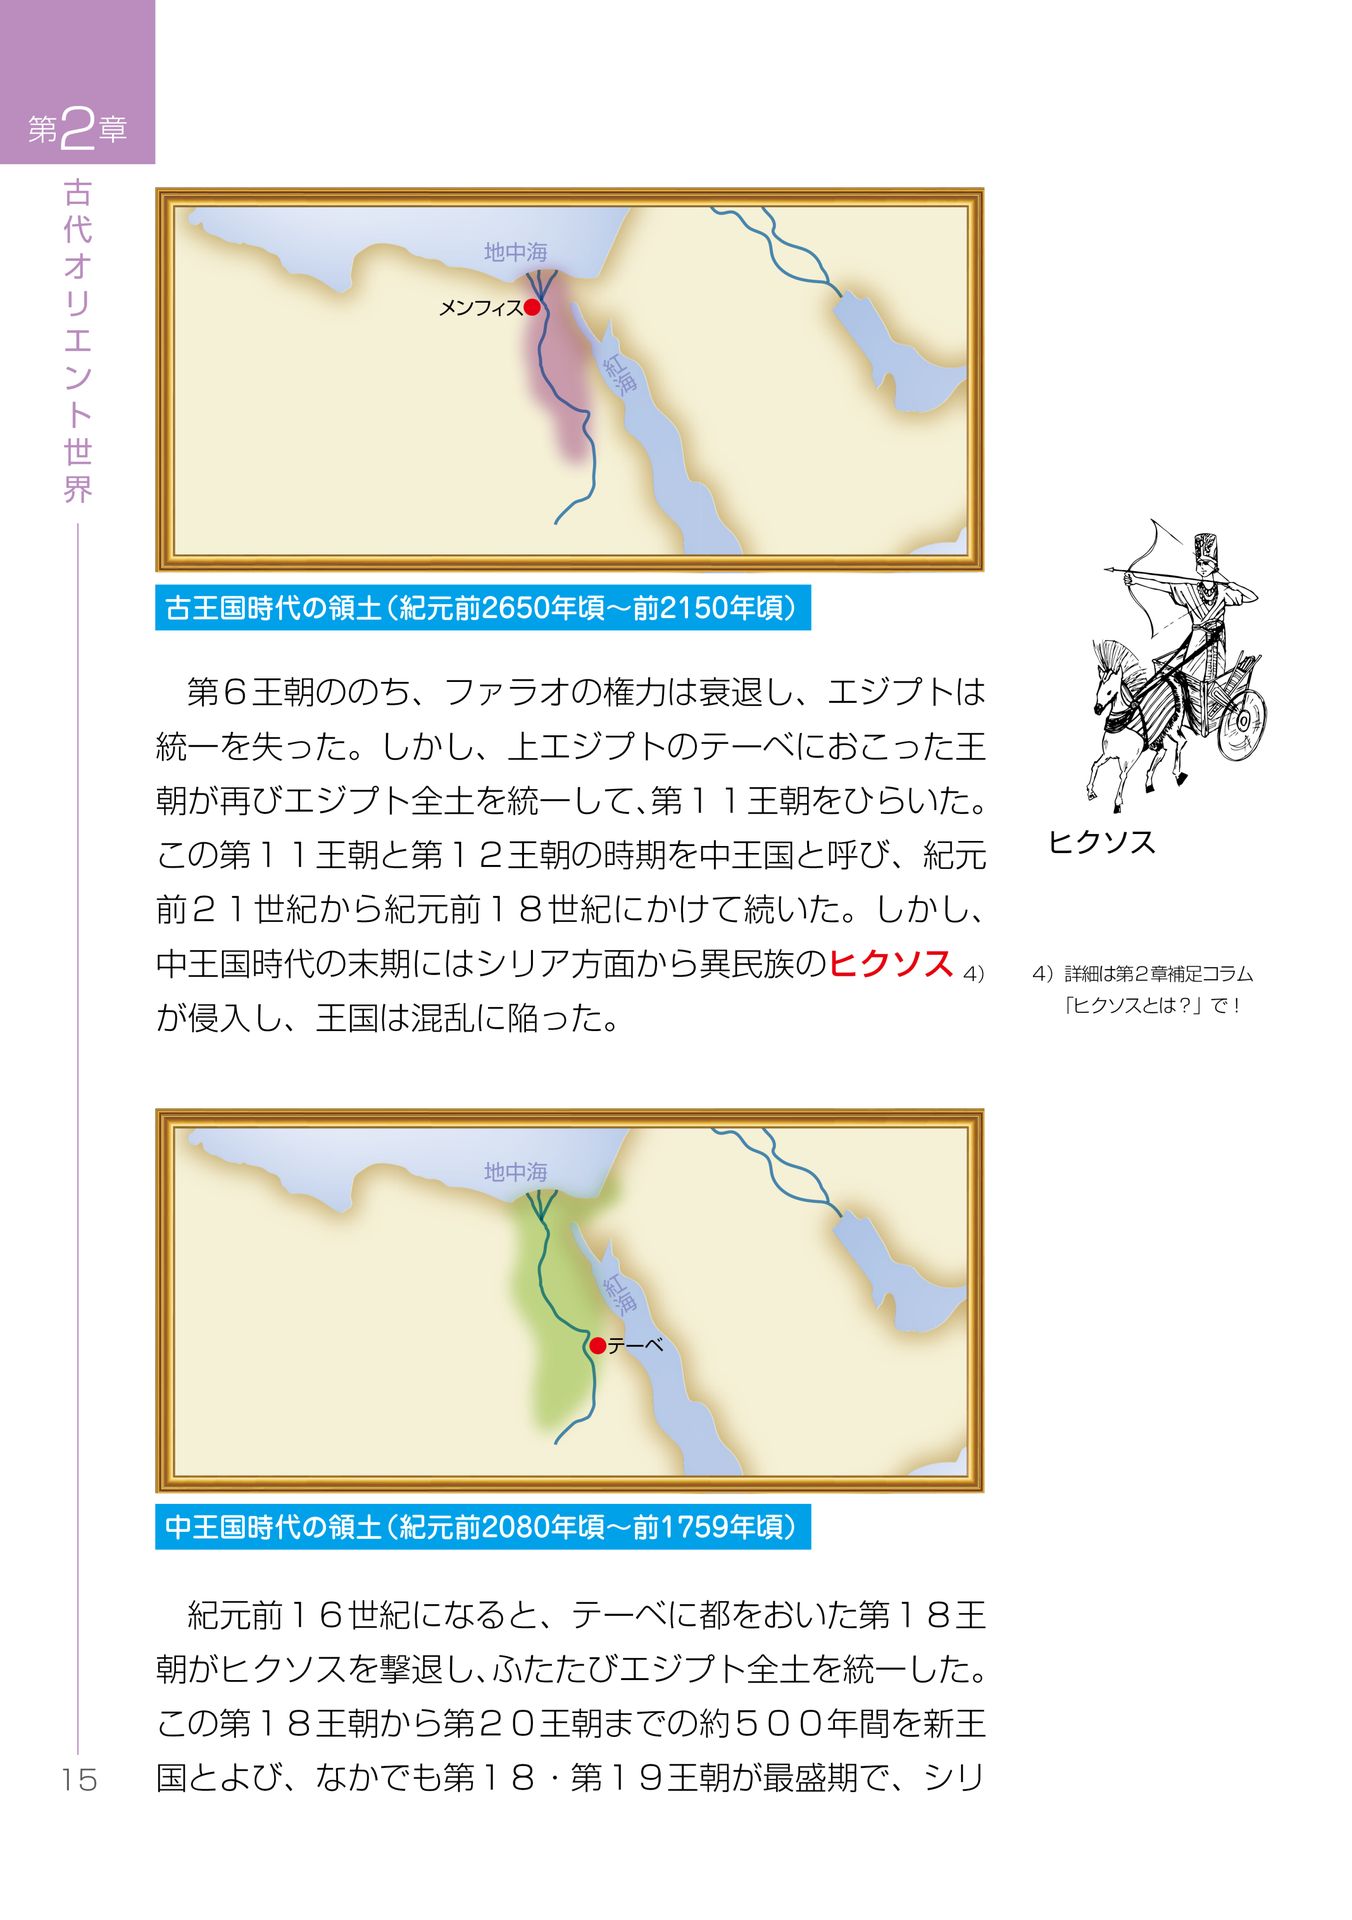 第2章
古代オリエント世界
地中海
メンフィス
紅海
古王国時代の領土（紀元前2650年頃～前2150年頃）
第６王朝ののち、ファラオの権力は衰退し、エジプトは
統一を失った。しかし、上エジプトのテーベにおこった王
朝が再びエジプト全土を統一して、第１１王朝をひらいた。
この第１１王朝と第１２王朝の時期を中王国と呼び、紀元
前２１世紀から紀元前１８世紀にかけて続いた。しかし、
中王国時代の末期にはシリア方面から異民族のヒクソス 4）
が侵入し、王国は混乱に陥った。
ヒクソス
4）詳細は第２章補足コラム
「ヒクソスとは？」で！
地中海
紅海
テーベ
中王国時代の領土（紀元前2080年頃～前1759年頃）
紀元前１６世紀になると、テーベに都をおいた第１８王
朝がヒクソスを撃退し、ふたたびエジプト全土を統一した。
この第１８王朝から第２０王朝までの約５００年間を新王
国とよび、なかでも第１８・第１９王朝が最盛期で、シリ
15